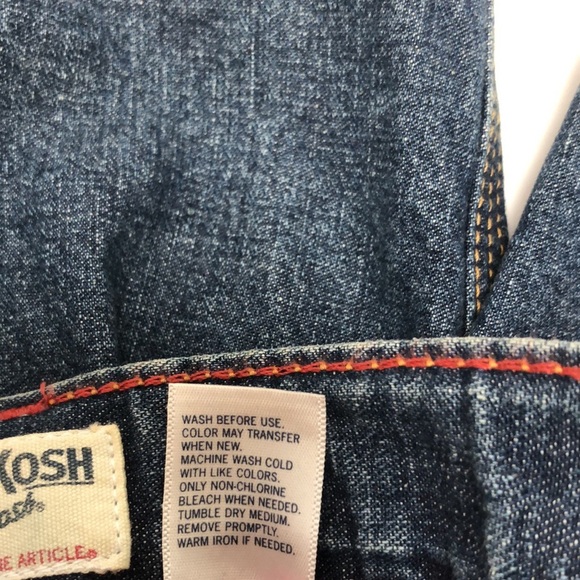 KOSH
E ARTICLE®
WASH BEFORE USE.
COLOR MAY TRANSFER
WHEN NEW.
MACHINE WASH COLD
WITH LIKE COLORS.
ONLY NON-CHLORINE
BLEACH WHEN NEEDED.
TUMBLE DRY MEDIUM.
REMOVE PROMPTLY.
WARM IRON IF NEEDED.